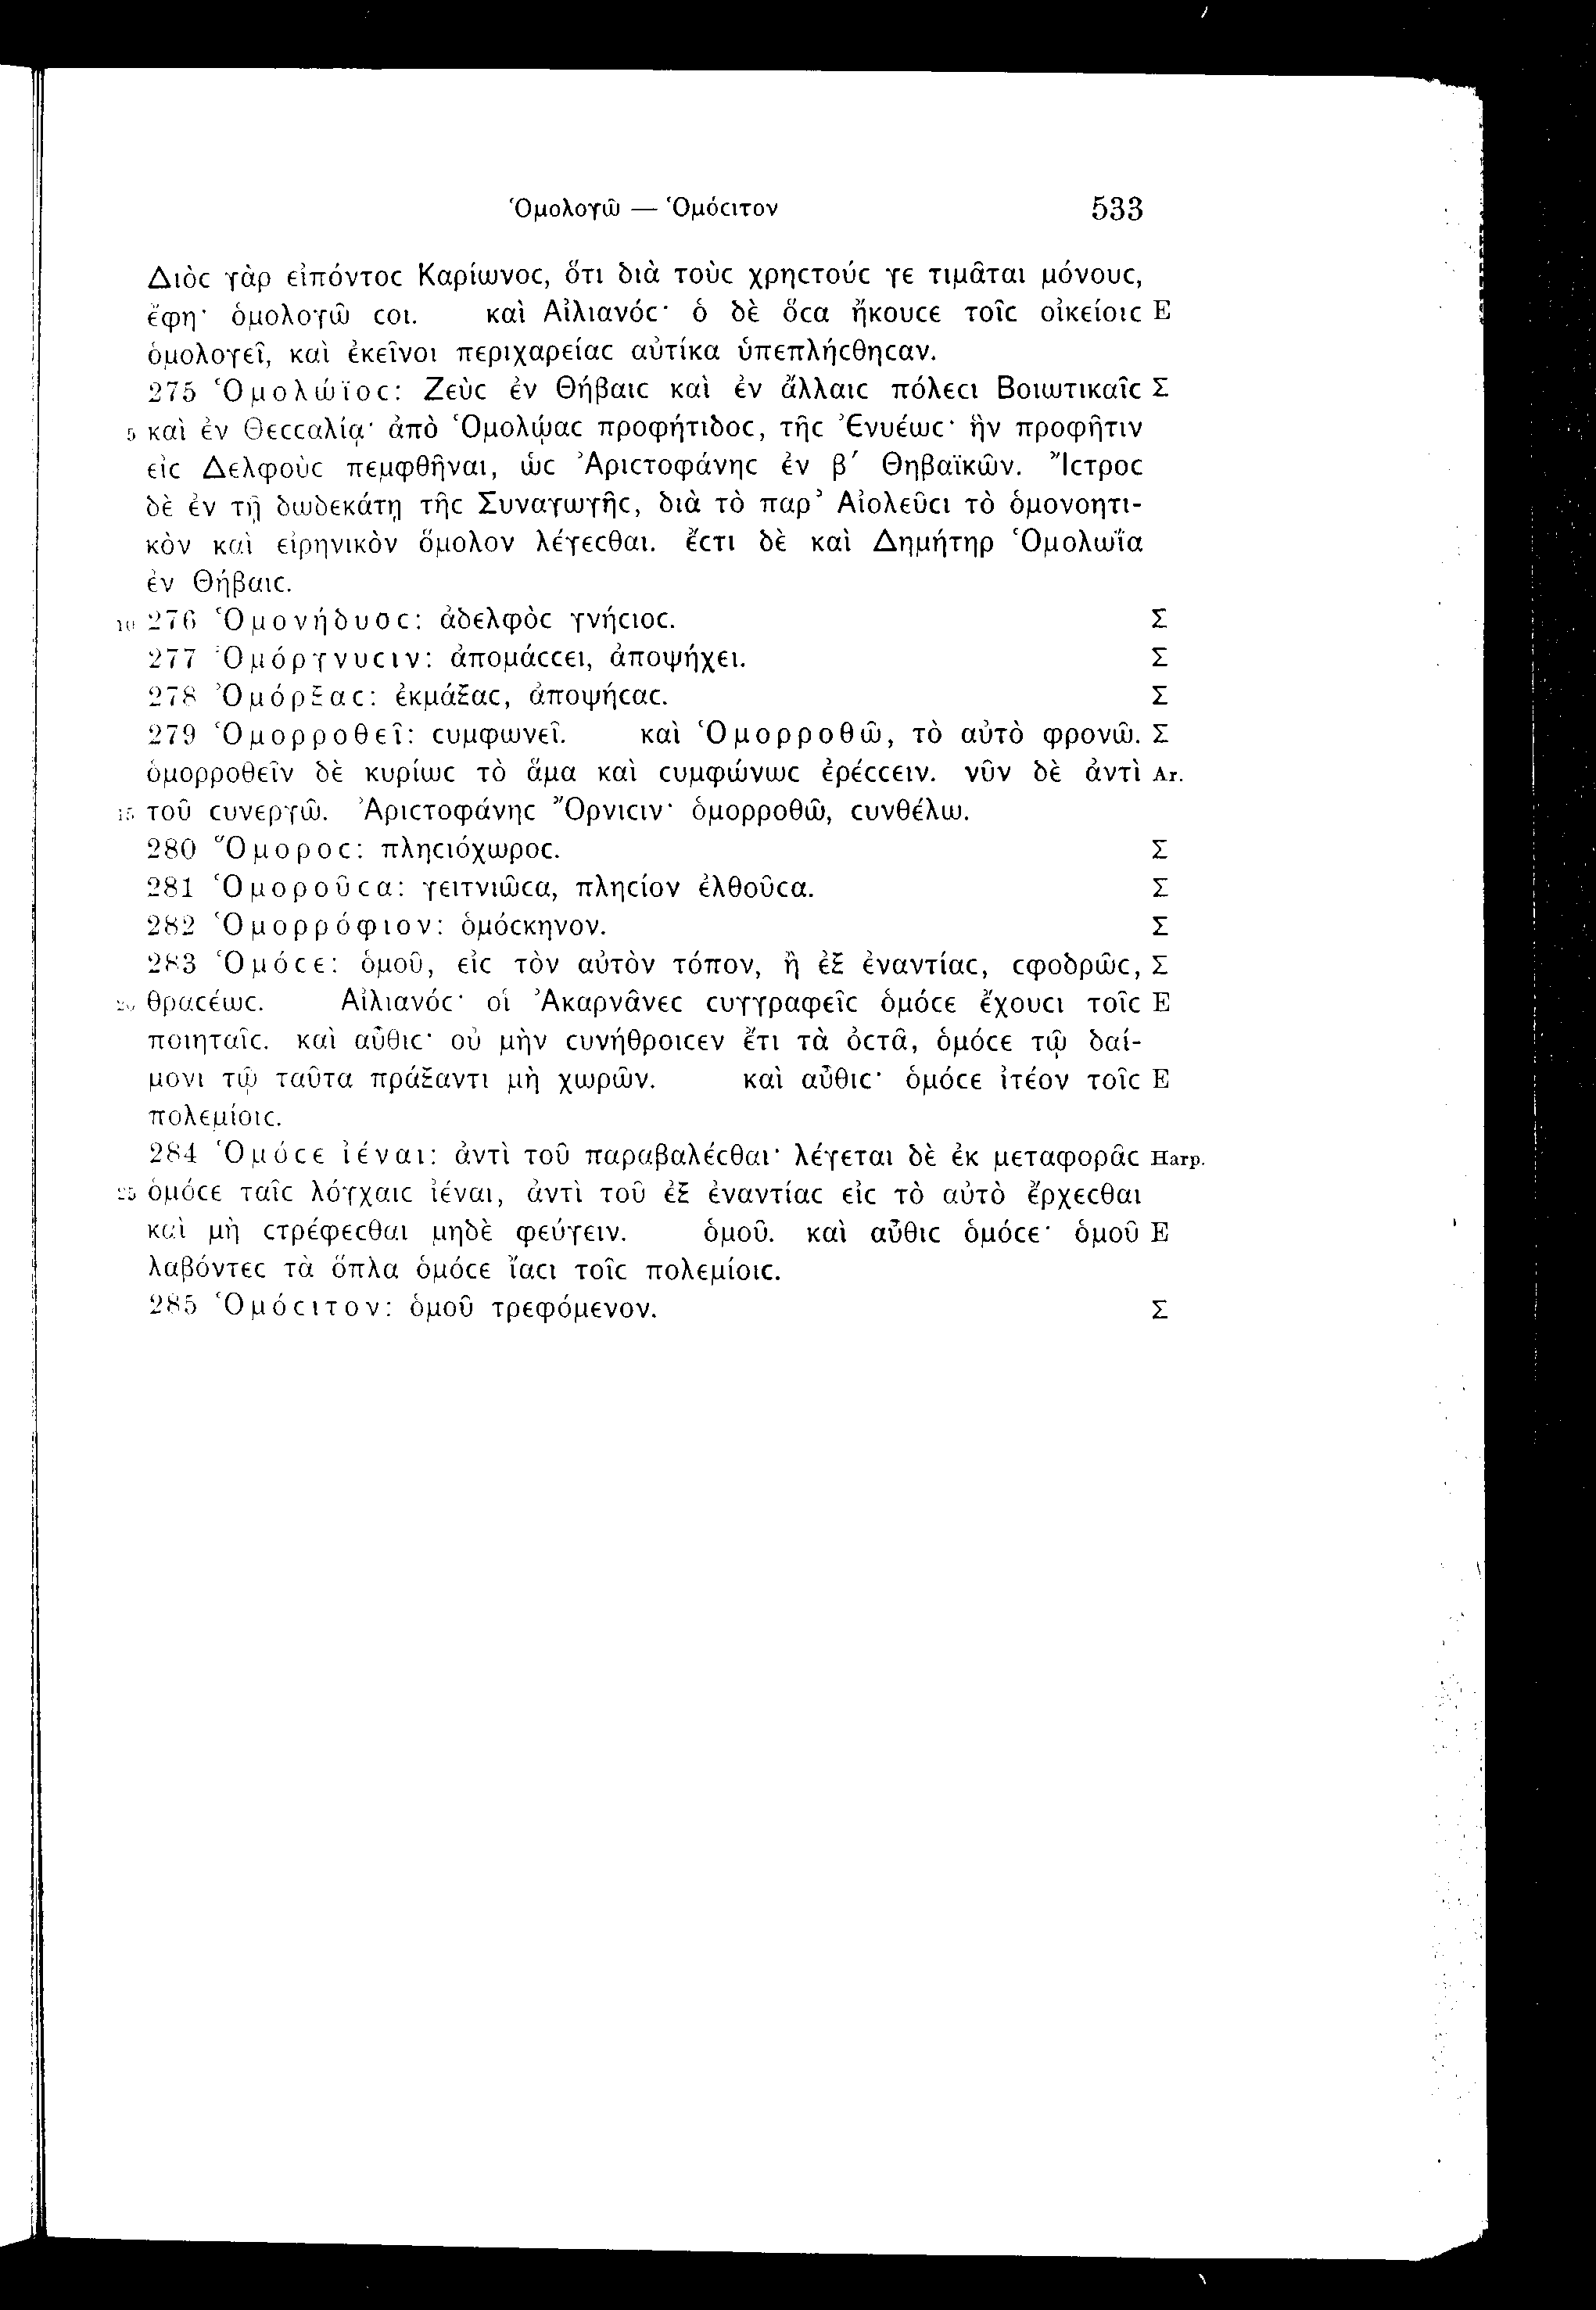 Ὁμολογῶ — Ὁμόϲιτον 533
Διὸϲ γὰρ εἰπόντοϲ Καρίωνοϲ, ὅτι διὰ τοὺϲ χρηϲτούϲ γε τιμᾶται μόνουϲ,
ἔφη· ὁμολογῶ ϲοι. καὶ Αἰλιανόϲ· ὁ δὲ ὅϲα ἤκουϲε τοῖϲ οἰκείοιϲ Ε
ὁμολογεῖ, καὶ ἐκεῖνοι περιχαρείαϲ αὐτίκα ὑπεπλήϲθηϲαν.
275 Ὁμολώϊοϲ: Ζεὺϲ ἐν Θήβαιϲ καὶ ἐν ἄλλαιϲ πόλεϲι Βοιωτικαῖϲ Σ
5 καὶ ἐν Θεϲϲαλίᾳ· ἀπὸ Ὁμολῴαϲ προφήτιδοϲ, τῆϲ Ἐνυέωϲ· ἣν προφῆτιν
εἰϲ Δελφοὺϲ πεμφθῆναι, ὡϲ Ἀριϲτοφάνηϲ ἐν β΄ Θηβαϊκῶν. Ἴϲτροϲ
δὲ ἐν τῇ δωδεκάτῃ τῆϲ Συναγωγῆϲ, διὰ τὸ παρ’ Αἰολεῦϲι τὸ ὁμονοητι-
κὸν καὶ εἰρηνικὸν ὅμολον λέγεϲθαι. ἔϲτι δὲ καὶ Δημήτηρ Ὁμολωΐα
ἐν Θήβαιϲ.
10 276 Ὁμονήδυοϲ: ἀδελφὸϲ γνήϲιοϲ. Σ
277 Ὁμόργνυϲιν: ἀπομάϲϲει, ἀποψήχει. Σ
278 Ὀμόρξαϲ: ἐκμάξαϲ, ἀποψήϲαϲ. Σ
279 Ὁμορροθεῖ: ϲυμφωνεῖ. καὶ Ὁμορροθῶ, τὸ αὐτὸ φρονῶ. Σ
ὁμορροθεῖν δὲ κυρίωϲ τὸ ἅμα καὶ ϲυμφώνωϲ ἐρέϲϲειν. νῦν δὲ ἀντὶ Ar.
15 τοῦ ϲυνεργῶ. Ἀριϲτοφάνηϲ Ὄρνιϲιν· ὁμορροθῶ, ϲυνθέλω.
280 Ὅμοροϲ: πληϲιόχωροϲ. Σ
281 Ὁμοροῦϲα: γειτνιῶϲα, πληϲίον ἐλθοῦϲα. Σ
282 Ὁμορρόφιον: ὁμόϲκηνον. Σ
283 Ὁμόϲε: ὁμοῦ, εἰϲ τὸν αὐτὸν τόπον, ἢ ἐξ ἐναντίαϲ, ϲφοδρῶϲ, Σ
20 θραϲέωϲ. Αἰλιανόϲ· οἱ Ἀκαρνᾶνεϲ ϲυγγραφεῖϲ ὁμόϲε ἔχουϲι τοῖϲ Ε
ποιηταῖϲ. καὶ αὖθιϲ· οὐ μὴν ϲυνήθροιϲεν ἔτι τὰ ὀϲτᾶ, ὁμόϲε τῷ δαί-
μονι τῷ ταῦτα πράξαντι μὴ χωρῶν. καὶ αὖθιϲ· ὁμόϲε ἰτέον τοῖϲ Ε
πολεμίοιϲ.
284 Ὁμόϲε ἰέναι: ἀντὶ τοῦ παραβαλέϲθαι· λέγεται δὲ ἐκ μεταφορᾶϲ Harp.
25 ὁμόϲε ταῖϲ λόγχαιϲ ἰέναι, ἀντὶ τοῦ ἐξ ἐναντίαϲ εἰϲ τὸ αὐτὸ ἔρχεϲθαι
καὶ μὴ ϲτρέφεϲθαι μηδὲ φεύγειν. ὁμοῦ. καὶ αὖθιϲ ὁμόϲε· ὁμοῦ Ε
λαβόντεϲ τὰ ὅπλα ὁμόϲε ἴαϲι τοῖϲ πολεμίοιϲ.
285 Ὁμόϲιτον: ὁμοῦ τρεφόμενον. Σ